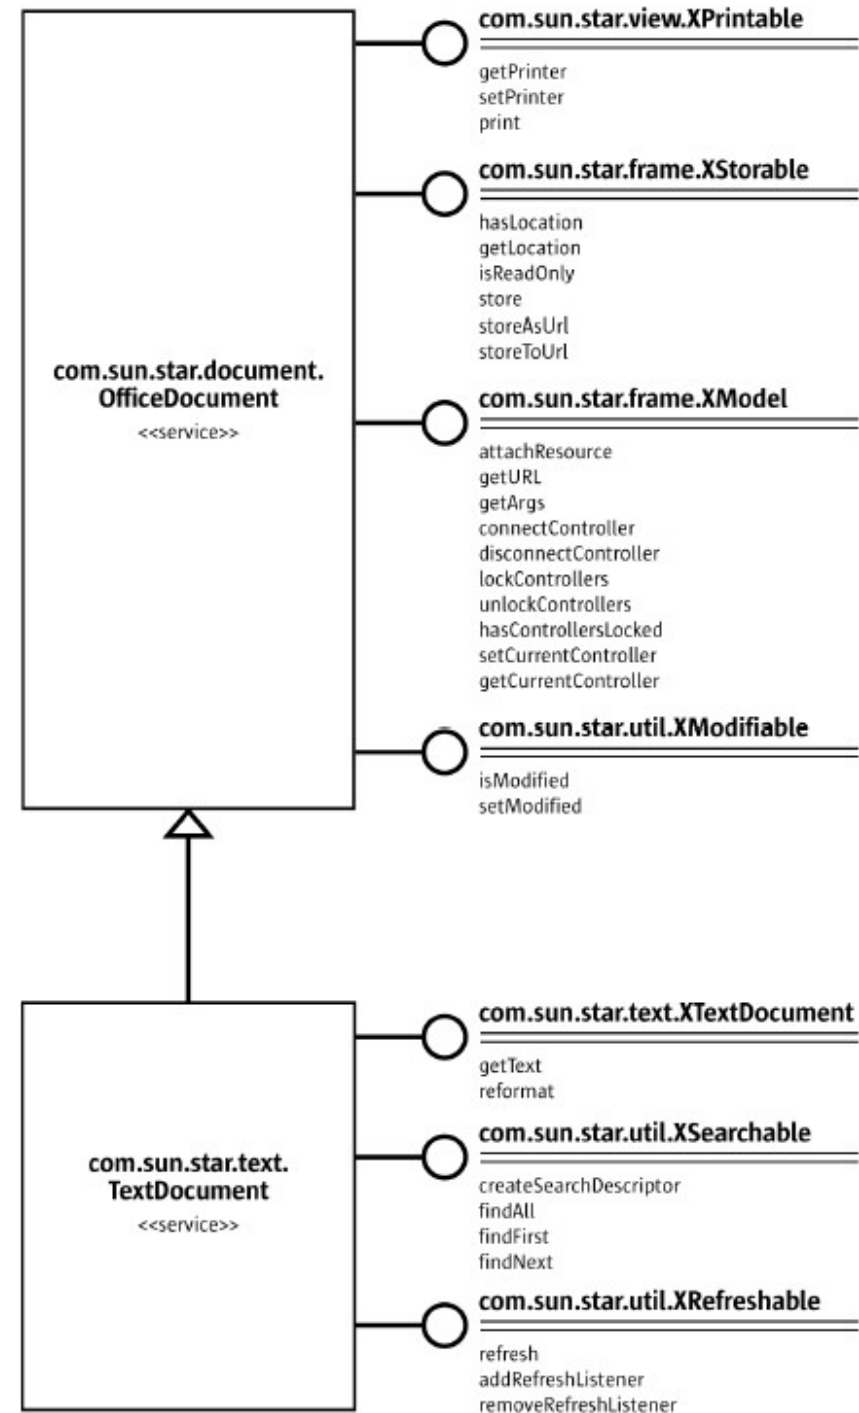 com.sun.star.view.XPrintable
getPrinter
setPrinter
print
com.sun.star.frame.XStorable
hasLocation
getLocation
isReadOnly
store
storeAsUrl
storeToUrl
com.sun.star.document.
OfficeDocument
<<service>>
com.sun.star.frame.XModel
attachResource
getURL
getArgs
connectController
disconnectController
lockControllers
unlockControllers
hasControllersLocked
setCurrentController
getCurrentController
com.sun.star.util.XModifiable
isModified
setModified
com.sun.star.text.XTextDocument
getText
reformat
com.sun.star.text.
TextDocument
<<service>>
com.sun.star.util.XSearchable
createSearchDescriptor
findAll
findFirst
findNext
com.sun.star.util.XRefreshable
refresh
addRefreshListener
removeRefreshListener